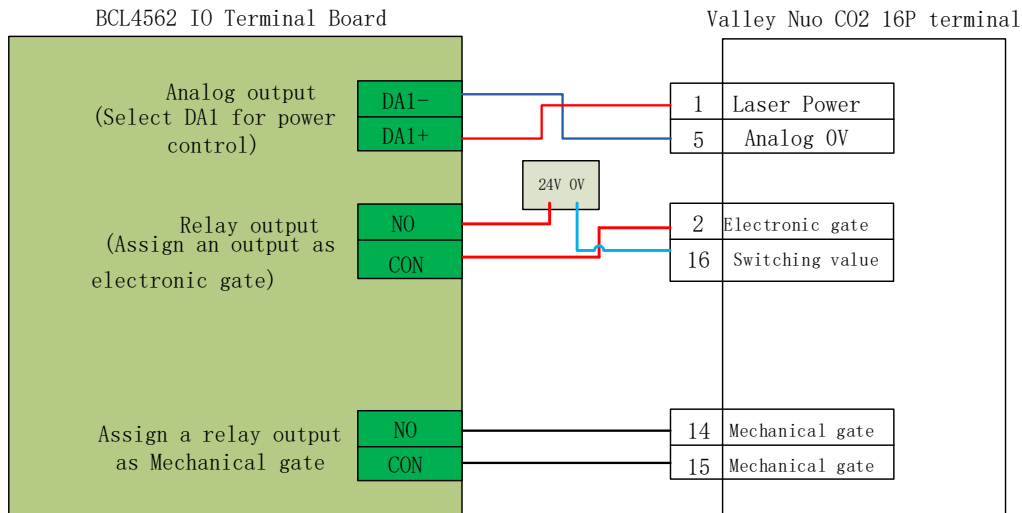 BCL4562 IO Terminal Board
Valley Nuo CO2 16P terminal
Analog output
(Select DA1 for power
control)
DA1-
DA1+
1 Laser Power
5 Analog 0V
24V 0V
Relay output
(Assign an output as
electronic gate)
NO
CON
2 Electronic gate
16 Switching value
Assign a relay output
as Mechanical gate
NO
CON
14 Mechanical gate
15 Mechanical gate